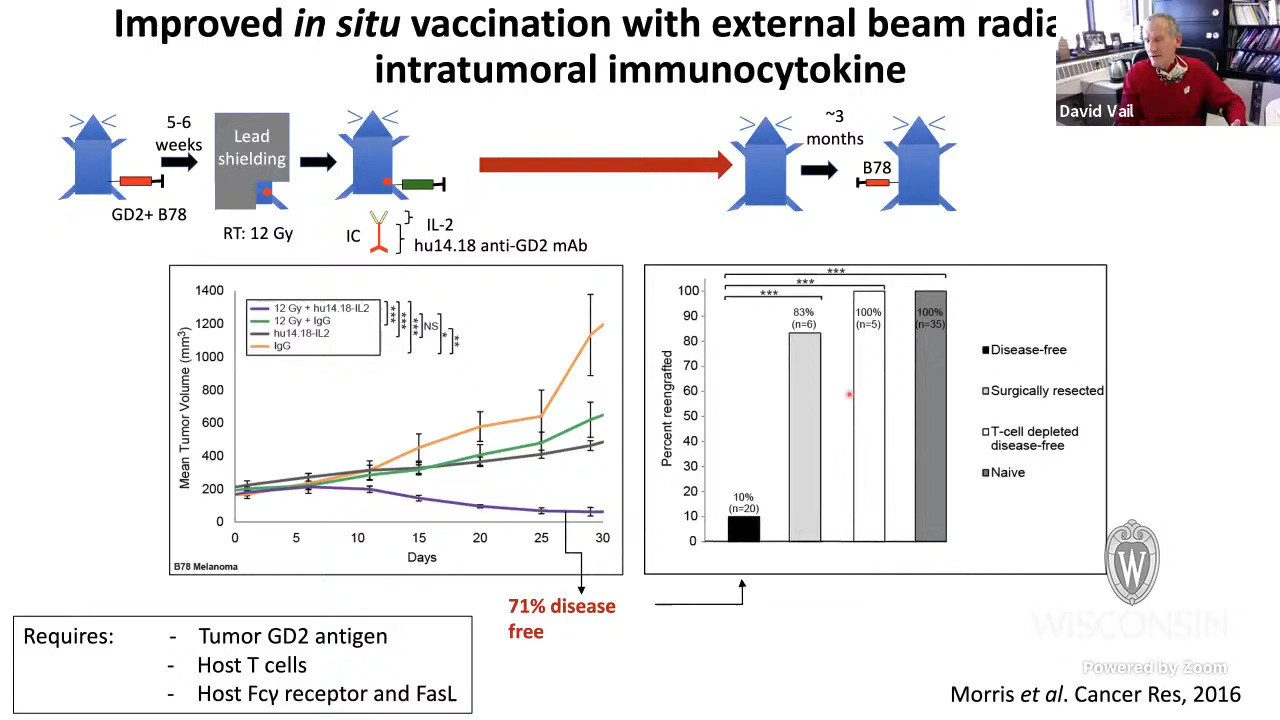 Improved in situ vaccination with external beam radia
intratumoral immunocytokine
David Vail
5-6
weeks
Lead
shielding
~3
months
B78
GD2+ B78
RT: 12 Gy
IC
IL-2
hu14.18 anti-GD2 mAb
1400
1200
1000
800
600
400
200
0
Mean Tumor Volume (mm³)
12 Gy + hu14.18-IL2
12 Gy + IgG
hu14.18-IL2
IgG
***
***
***
NS
*
**
0
5
10
15
20
25
30
Days
B78 Melanoma
***
***
***
100
90
80
70
60
50
40
30
20
10
0
Percent reengrafted
10%
(n=20)
83%
(n=6)
100%
(n=5)
100%
(n=35)
Disease-free
Surgically resected
T-cell depleted
disease-free
Naive
71% disease
free
Requires:
- Tumor GD2 antigen
- Host T cells
- Host Fcγ receptor and FasL
W
WISCONSIN
Powered by Zoom
Morris et al. Cancer Res, 2016